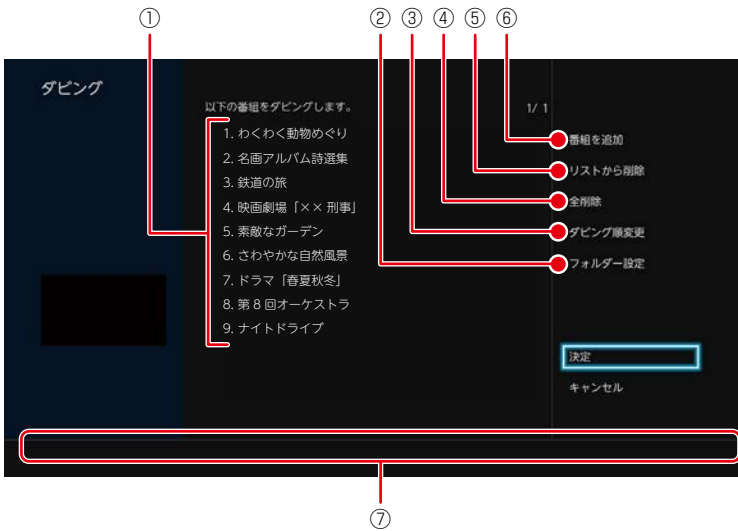 ① ② ③ ④ ⑤ ⑥
ダビング
以下の番組をダビングします。
1/ 1
1. わくわく動物めぐり
2. 名画アルバム詩選集
3. 鉄道の旅
4. 映画劇場「×× 刑事」
5. 素敵なガーデン
6. さわやかな自然風景
7. ドラマ「春夏秋冬」
8. 第 8 回オーケストラ
9. ナイトドライブ
番組を追加
リストから削除
全削除
ダビング順変更
フォルダー設定
決定
キャンセル
⑦